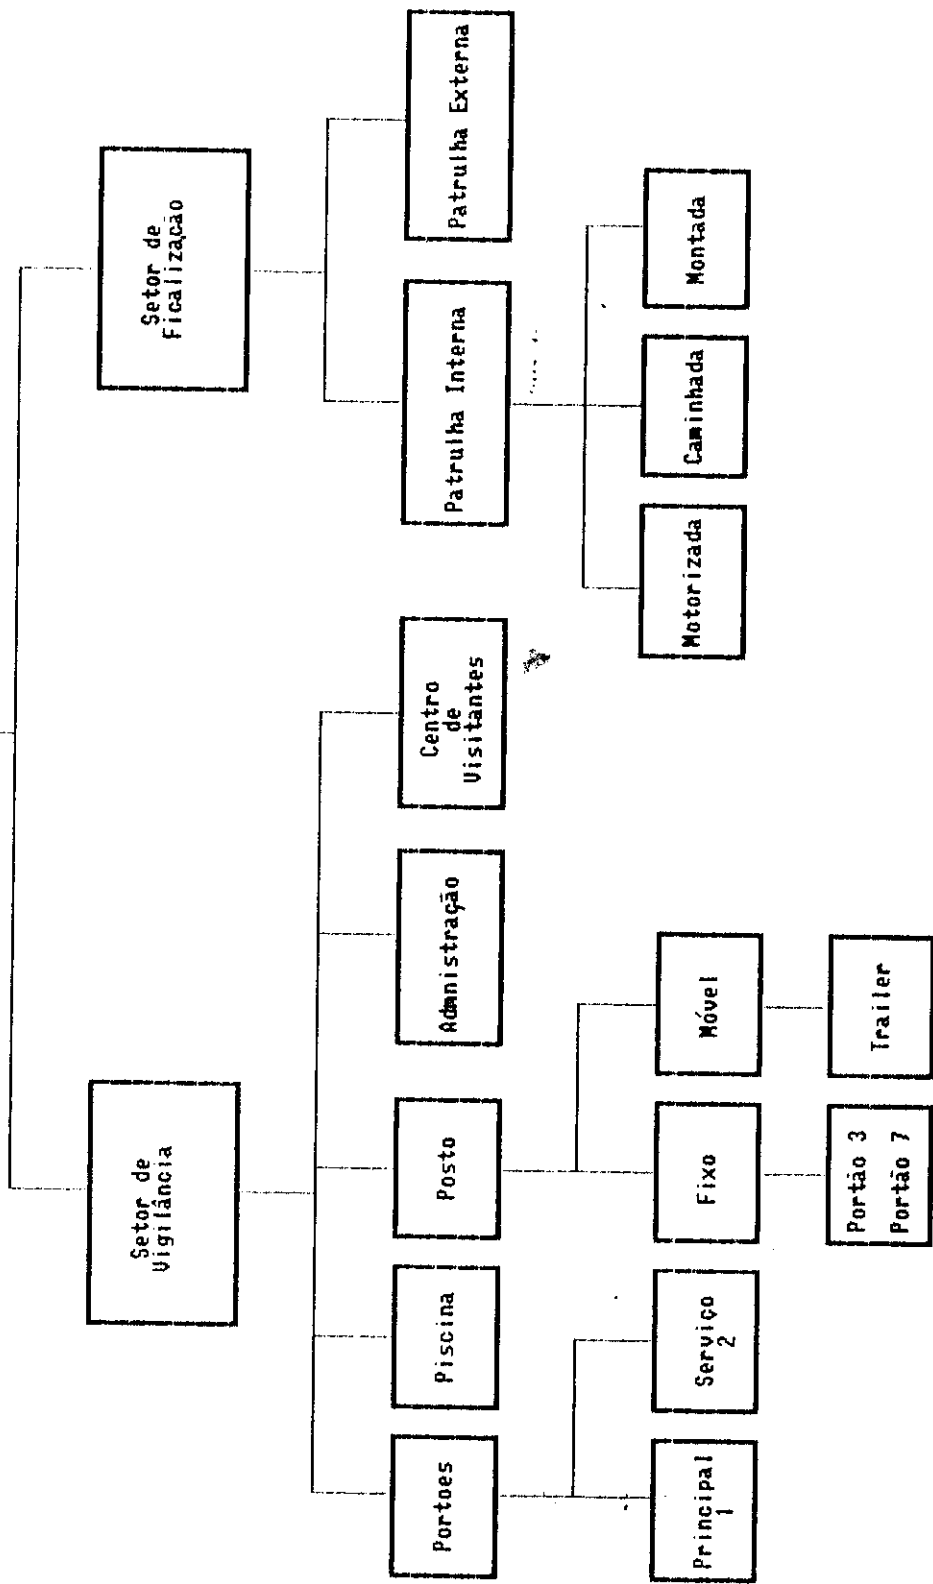 Setor de
Vigilância
Setor de
Ficalização
Portoes
Piscina
Posto
Admnistração
Centro
de
Visitantes
Patrulha Interna
Patrulha Externa
Principal
1
Serviço
2
Fixo
Móvel
Motorizada
Caminhada
Montada
Portão 3
Portão 7
Trailer